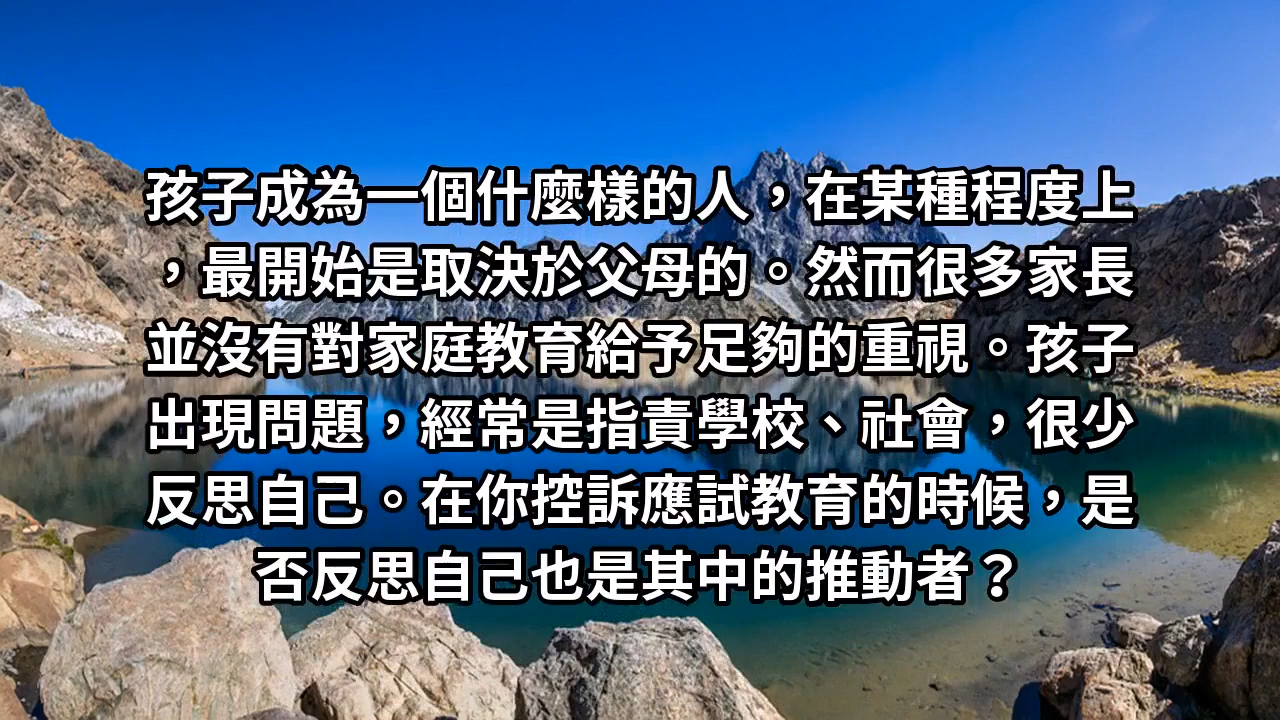 孩子成為一個什麼樣的人，在某種程度上
，最開始是取決於父母的。然而很多家長
並沒有對家庭教育給予足夠的重視。孩子
出現問題，經常是指責學校、社會，很少
反思自己。在你控訴應試教育的時候，是
否反思自己也是其中的推動者？